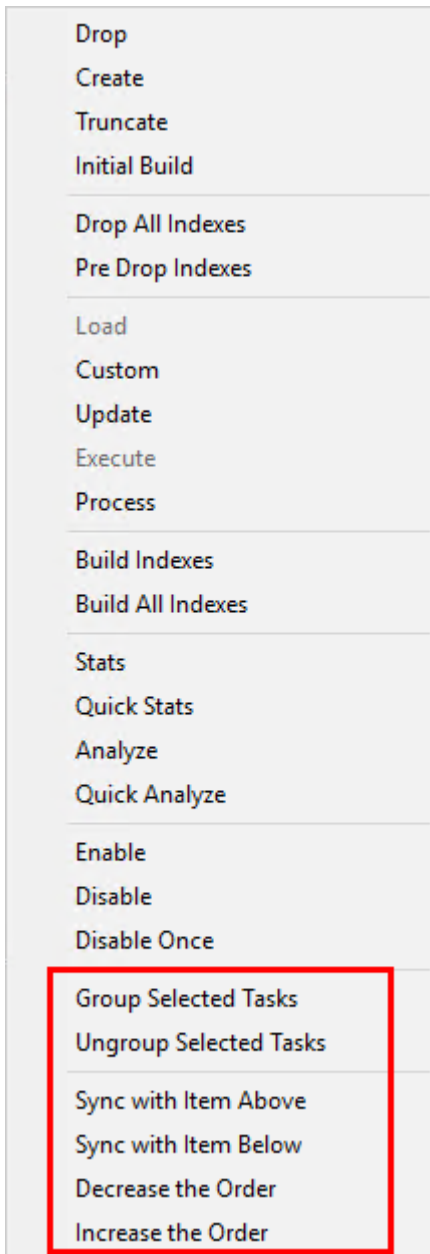 Drop
Create
Truncate
Initial Build
Drop All Indexes
Pre Drop Indexes
Load
Custom
Update
Execute
Process
Build Indexes
Build All Indexes
Stats
Quick Stats
Analyze
Quick Analyze
Enable
Disable
Disable Once
Group Selected Tasks
Ungroup Selected Tasks
Sync with Item Above
Sync with Item Below
Decrease the Order
Increase the Order